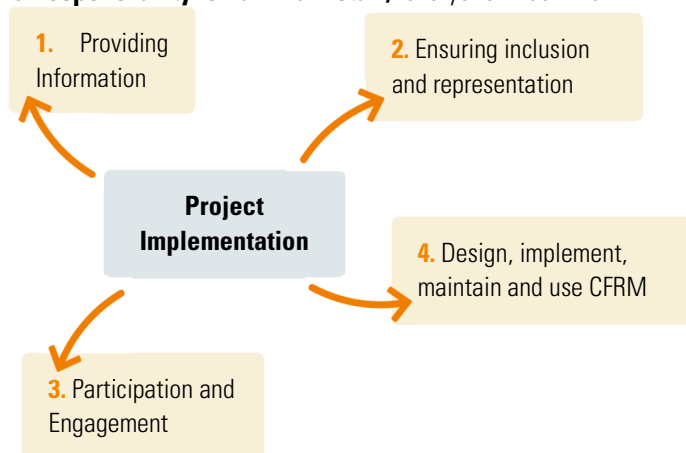 1. Providing
Information
2. Ensuring inclusion
and representation
Project
Implementation
4. Design, implement,
maintain and use CFRM
3. Participation and
Engagement